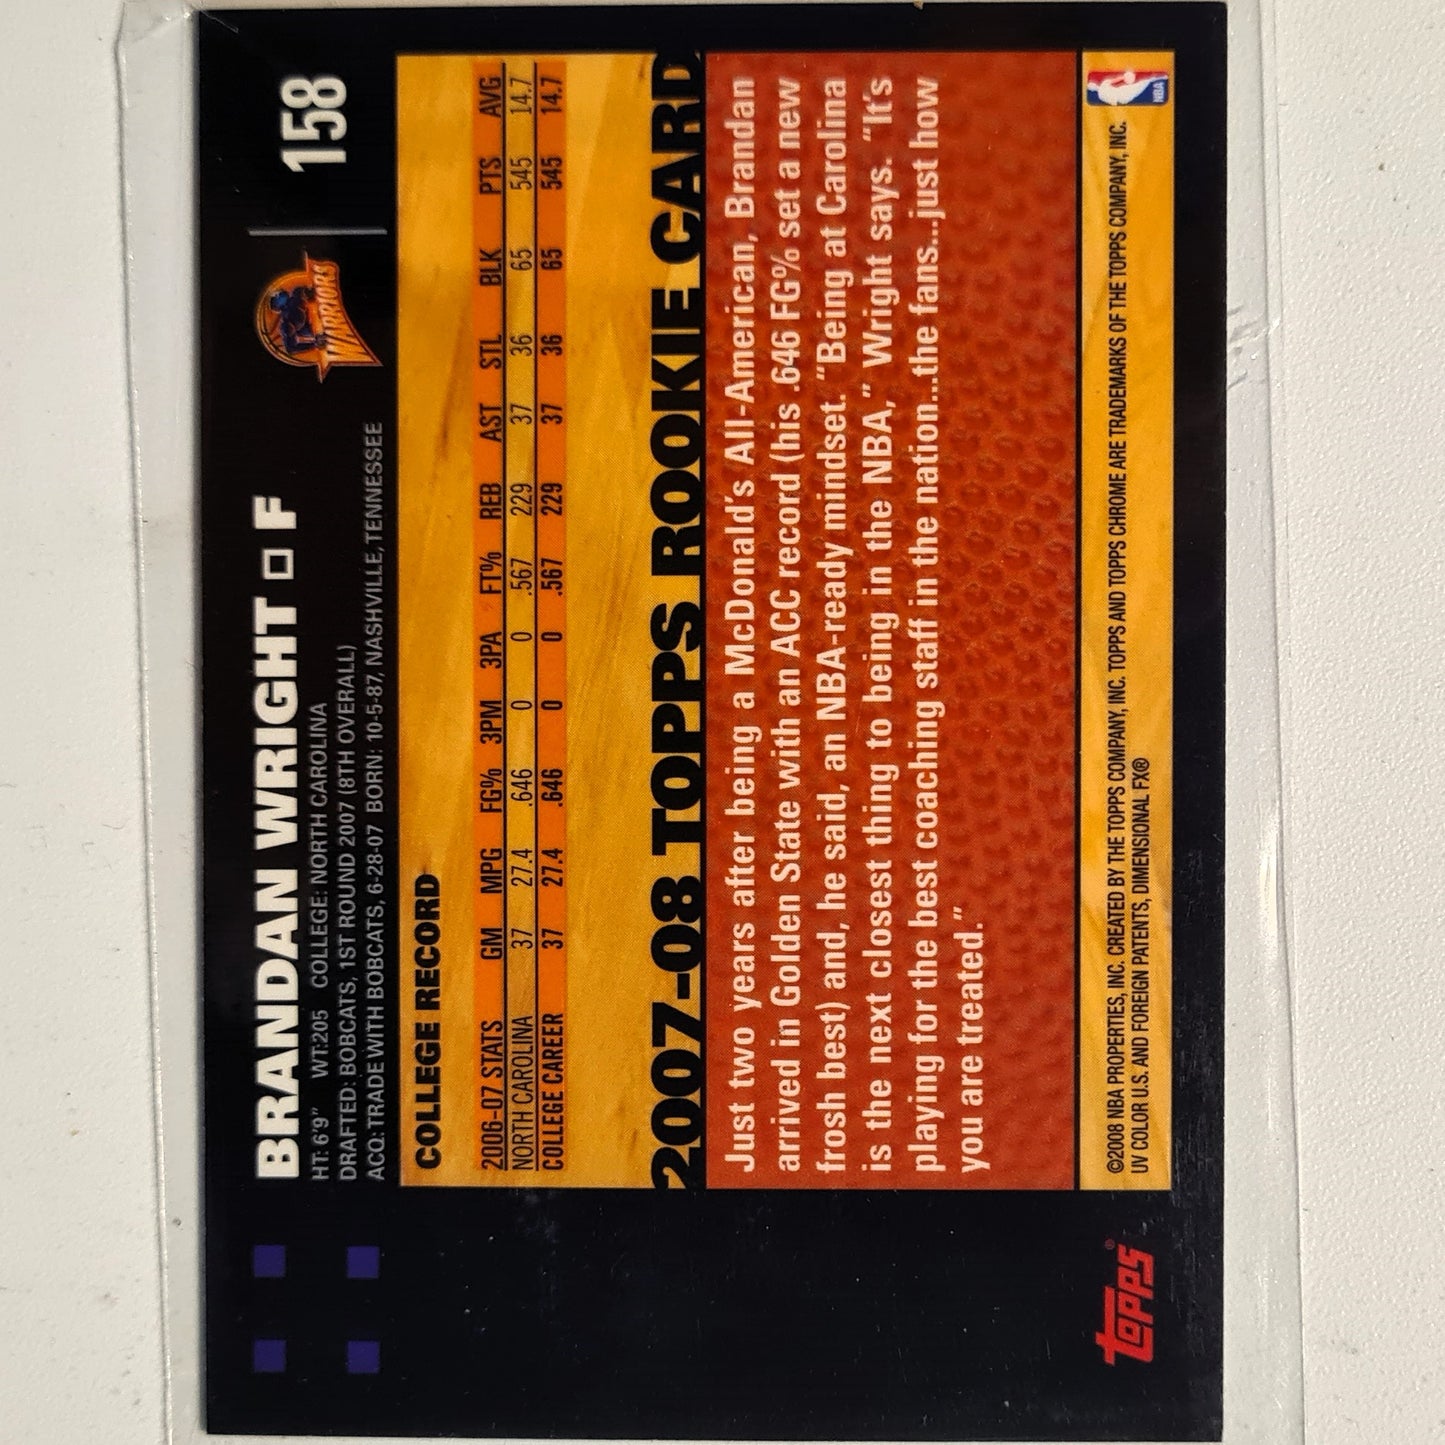 BRANDAN WRIGHT □ F
HT: 6'9" WT:205 COLLEGE: NORTH CAROLINA
DRAFTED: BOBCATS, 1ST ROUND 2007 (8TH OVERALL)
ACQ: TRADE WITH BOBCATS, 6-28-07 BORN: 10-5-87, NASHVILLE, TENNESSEE
WARRIORS
158
COLLEGE RECORD
2006-07 STATS GM MPG FG% 3PM 3PA FT% REB AST STL BLK PTS AVG
NORTH CAROLINA 37 27.4 .646 0 0 .567 229 37 36 65 545 14.7
COLLEGE CAREER 37 27.4 .646 0 0 .567 229 37 36 65 545 14.7
2007-08 TOPPS ROOKIE CARD
Just two years after being a McDonald's All-American, Brandan
arrived in Golden State with an ACC record (his .646 FG% set a new
frosh best) and, he said, an NBA-ready mindset. "Being at Carolina
is the next closest thing to being in the NBA," Wright says. "It's
playing for the best coaching staff in the nation...the fans...just how
you are treated."
©2008 NBA PROPERTIES, INC. CREATED BY THE TOPPS COMPANY, INC. TOPPS AND TOPPS CHROME ARE TRADEMARKS OF THE TOPPS COMPANY, INC.
UV COLOR U.S. AND FOREIGN PATENTS, DIMENSIONAL FX®
NBA
TOPPS®